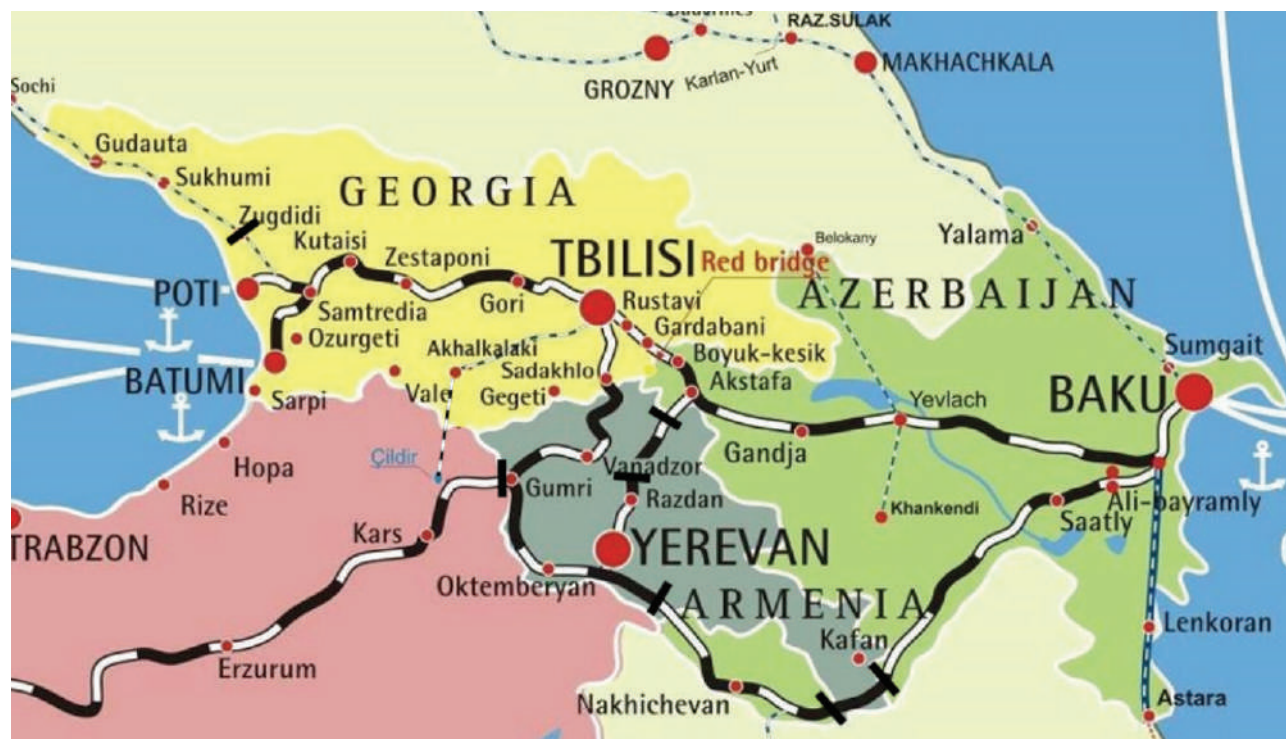 RAZ.SULAK
GROZNY
Karlan-Yurt
MAKHACHKALA
Sochi
Gudauta
Sukhumi
GEORGIA
Zugdidi
Kutaisi
Zestaponi
TBILISI
Red bridge
Belokany
Yalama
AZERBAIJAN
POTI
Samtredia
Gori
Rustavi
Ozurgeti
Akhalkalaki
Gardabani
Boyuk-kesik
Sumgait
BATUMI
Sadakhlo
Akstafa
BAKU
Sarpi
Vale
Gegeti
Yevlach
Hopa
Çildir
Vanadzor
Gandja
Rize
Gumri
Razdan
Khankendi
Ali-bayramly
Saatly
TRABZON
Kars
YEREVAN
Oktemberyan
ARMENIA
Kafan
Lenkoran
Erzurum
Nakhichevan
Astara